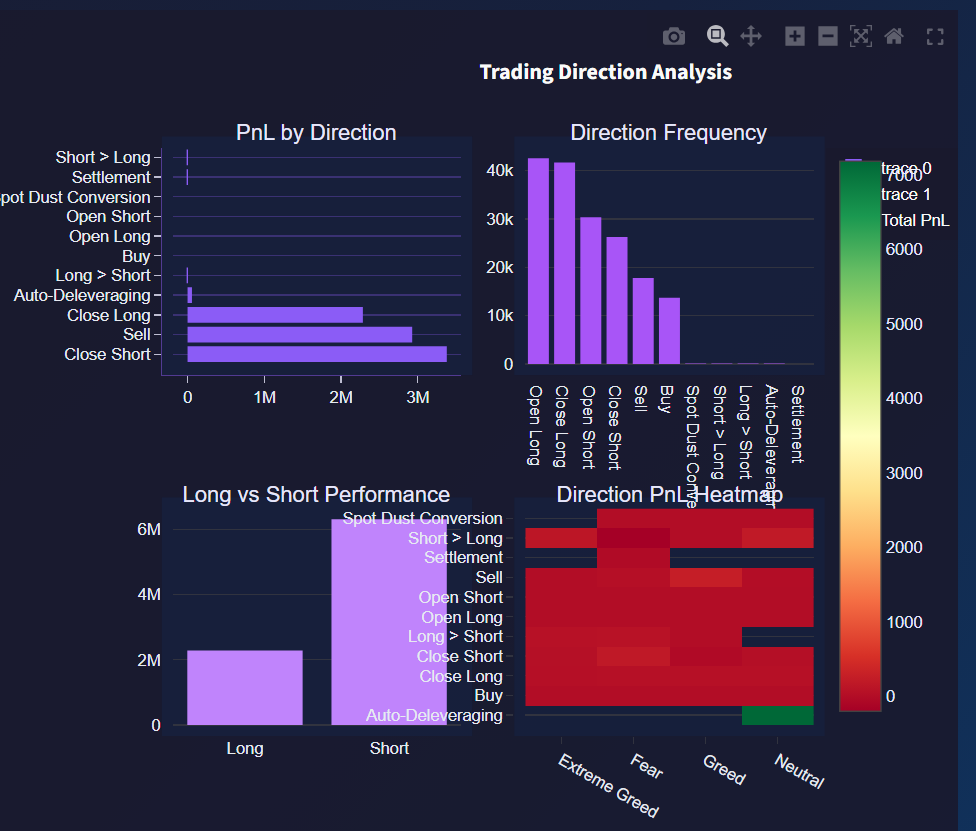 Trading Direction Analysis
PnL by Direction
Short > Long
Settlement
pot Dust Conversion
Open Short
Open Long
Buy
Long > Short
Auto-Deleveraging
Close Long
Sell
Close Short
0
1M
2M
3M
Direction Frequency
40k
30k
20k
10k
0
Open Long
Close Long
Open Short
Close Short
Sell
Buy
Spot Dust Conve
Short > Long
Long > Short
Auto-Deleverag
Settlement
trace 0
trace 1
Total PnL
7000
6000
5000
4000
3000
2000
1000
0
Long vs Short Performance
6M
4M
2M
0
Long
Short
Direction PnL Heatmap
Spot Dust Conversion
Short > Long
Settlement
Sell
Open Short
Open Long
Long > Short
Close Short
Close Long
Buy
Auto-Deleveraging
Extreme Greed
Fear
Greed
Neutral